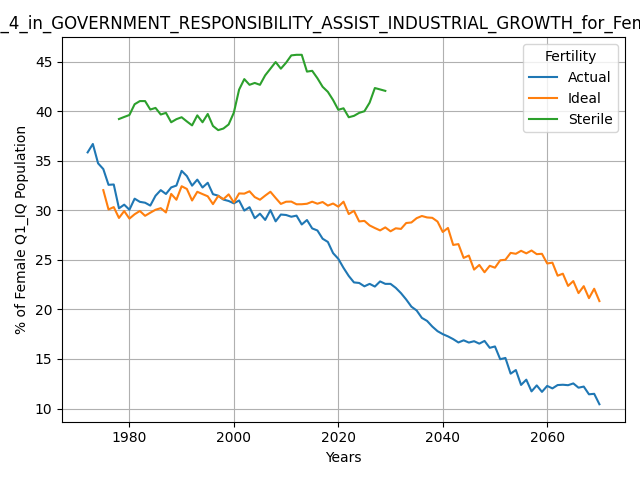 _4_in_GOVERNMENT_RESPONSIBILITY_ASSIST_INDUSTRIAL_GROWTH_for_Fem
Fertility
Actual
Ideal
Sterile
% of Female Q1_IQ Population
45
40
35
30
25
20
15
10
1980 2000 2020 2040 2060
Years